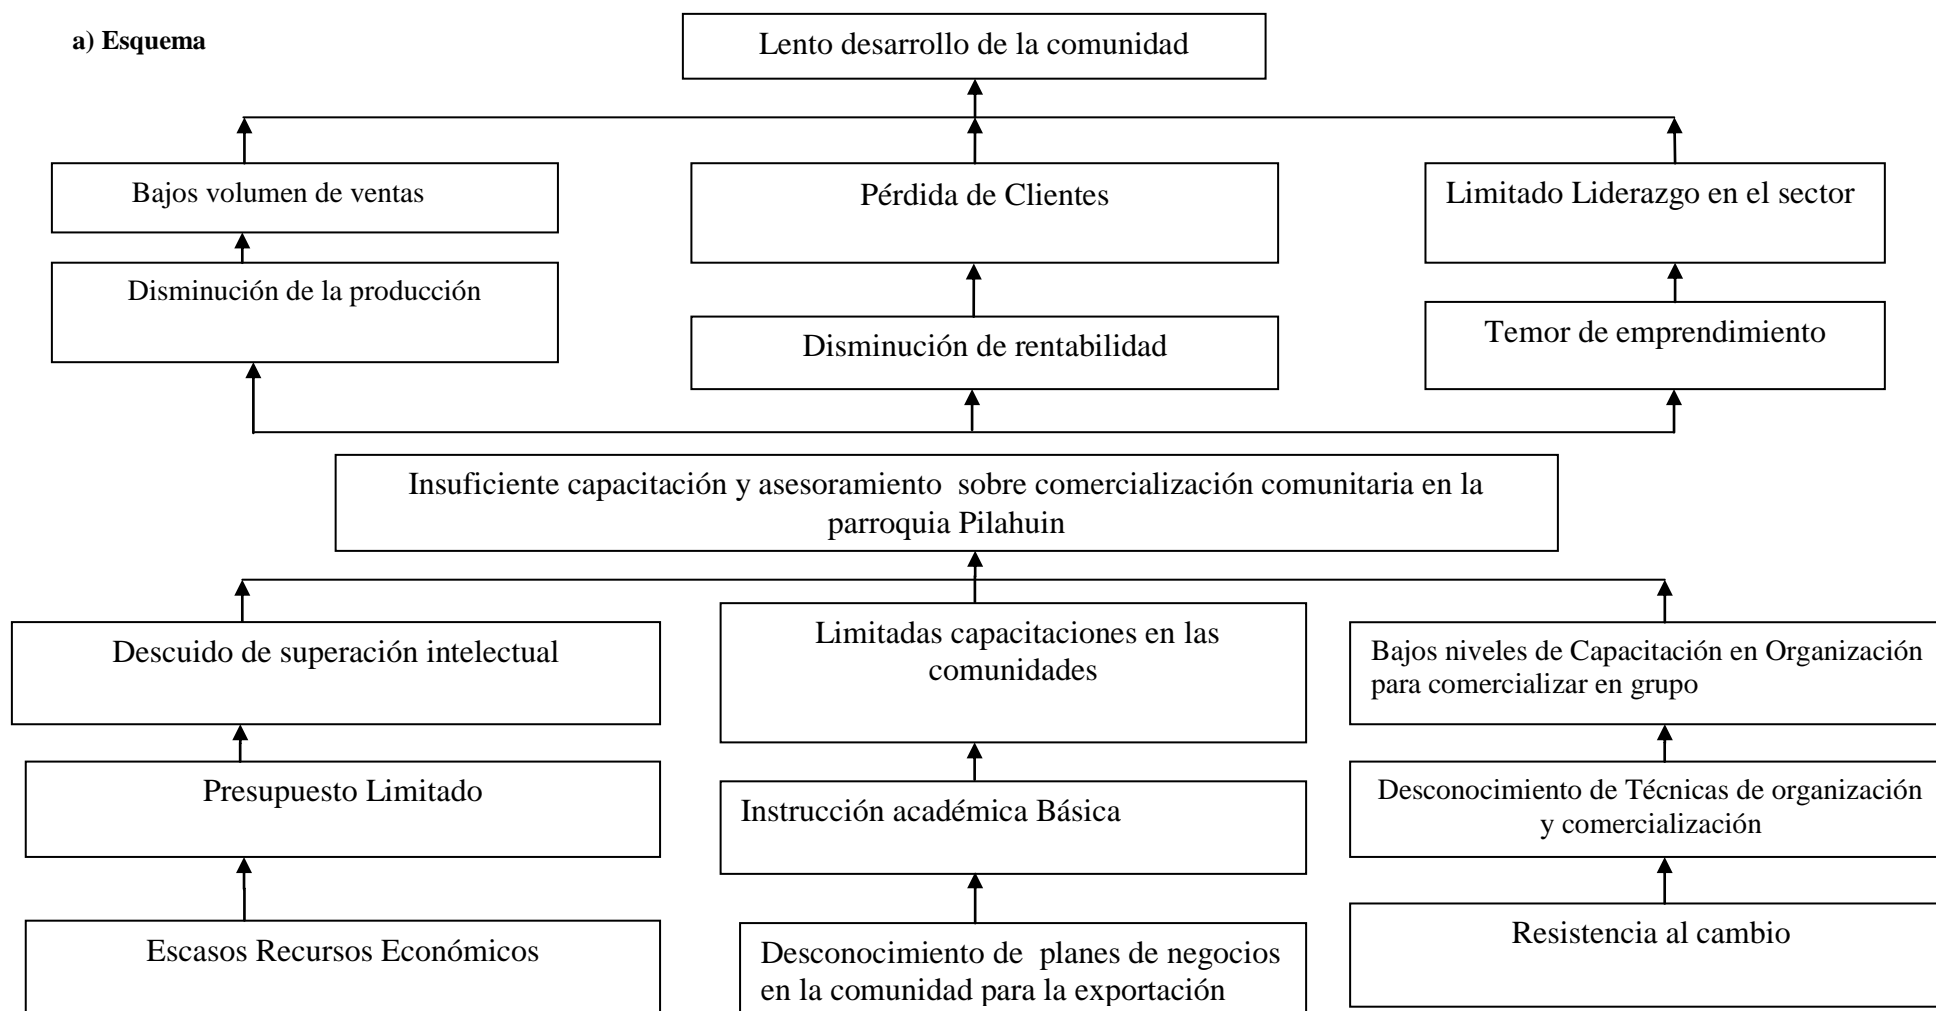 a) Esquema
Lento desarrollo de la comunidad
Bajos volumen de ventas
Pérdida de Clientes
Limitado Liderazgo en el sector
Disminución de la producción
Disminución de rentabilidad
Temor de emprendimiento
Insuficiente capacitación y asesoramiento  sobre comercialización comunitaria en la
parroquia Pilahuin
Descuido de superación intelectual
Limitadas capacitaciones en las
comunidades
Bajos niveles de Capacitación en Organización
para comercializar en grupo
Presupuesto Limitado
Instrucción académica Básica
Desconocimiento de Técnicas de organización
y comercialización
Escasos Recursos Económicos
Desconocimiento de  planes de negocios
en la comunidad para la exportación
Resistencia al cambio